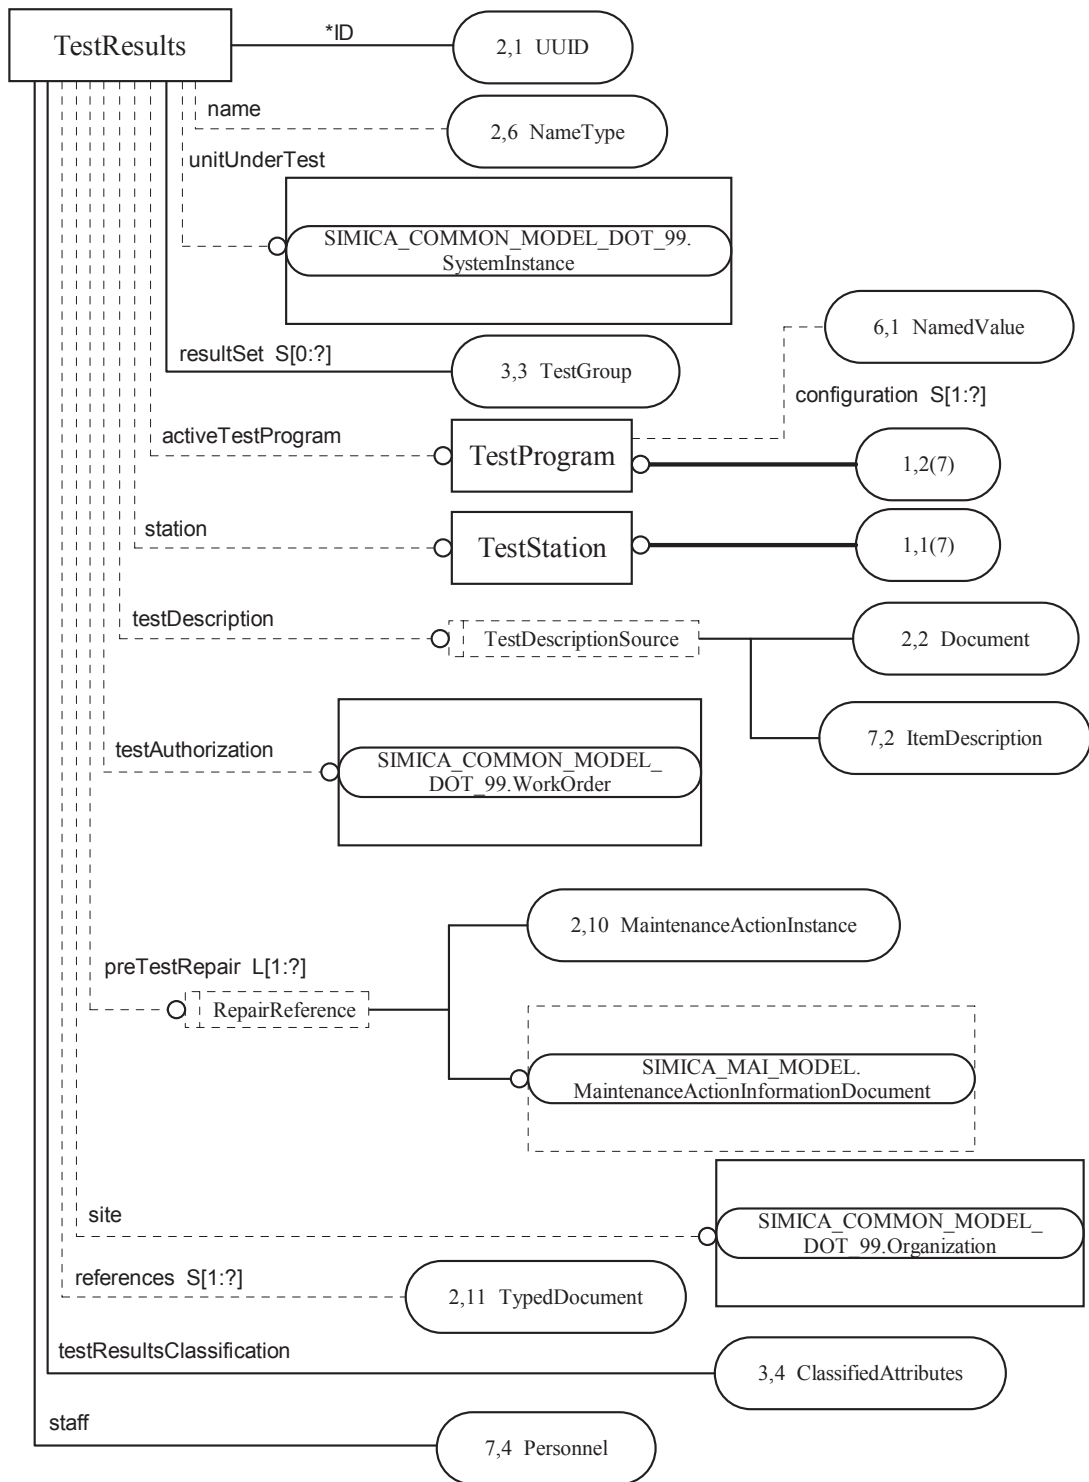 TestResults
*ID
2,1 UUID
name
2,6 NameType
unitUnderTest
SIMICA_COMMON_MODEL_DOT_99.
SystemInstance
6,1 NamedValue
resultSet S[0:?]
3,3 TestGroup
configuration S[1:?]
activeTestProgram
TestProgram
1,2(7)
station
TestStation
1,1(7)
testDescription
TestDescriptionSource
2,2 Document
7,2 ItemDescription
testAuthorization
SIMICA_COMMON_MODEL_
DOT_99.WorkOrder
2,10 MaintenanceActionInstance
preTestRepair L[1:?]
RepairReference
SIMICA_MAI_MODEL.
MaintenanceActionInformationDocument
site
SIMICA_COMMON_MODEL_
DOT_99.Organization
references S[1:?]
2,11 TypedDocument
testResultsClassification
3,4 ClassifiedAttributes
staff
7,4 Personnel